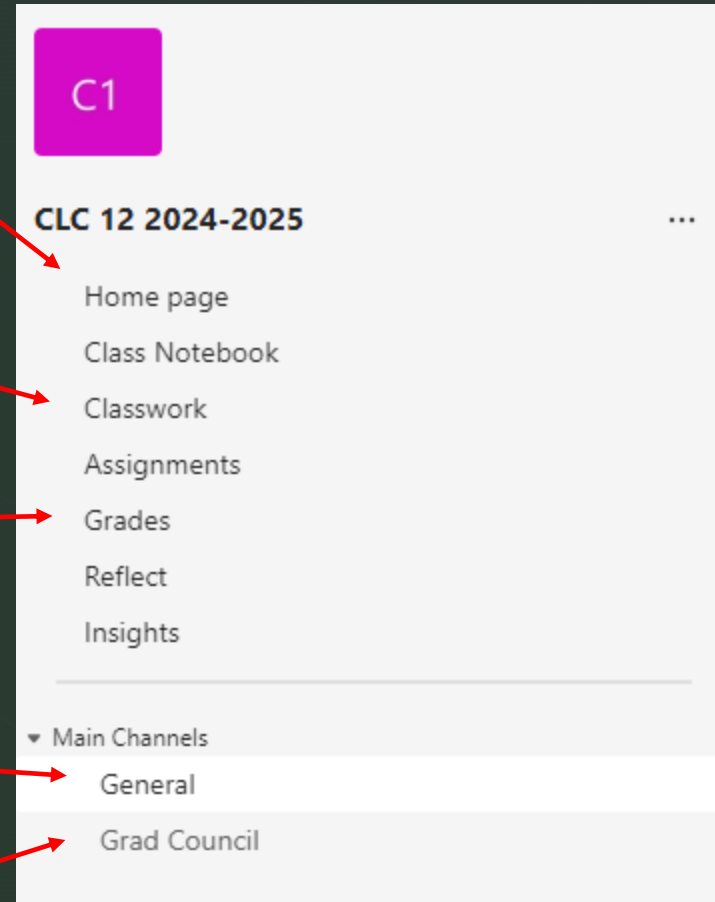 C1
CLC 12 2024-2025 ...
Home page
Class Notebook
Classwork
Assignments
Grades
Reflect
Insights
Main Channels
General
Grad Council